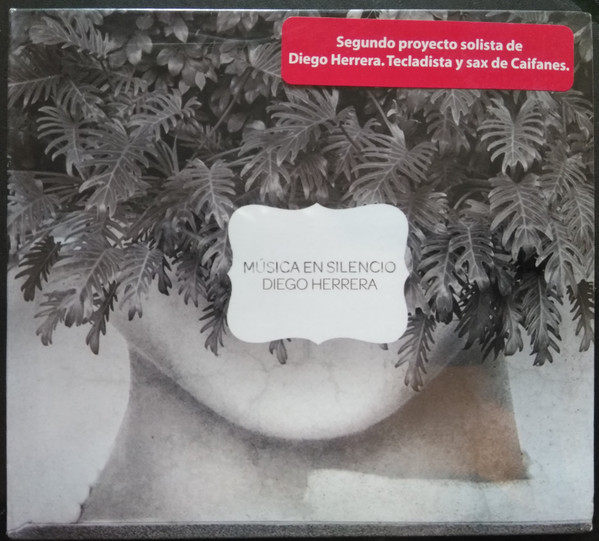 Segundo proyecto solista de
Diego Herrera. Tecladista y sax de Caifanes.
MÚSICA EN SILENCIO
DIEGO HERRERA